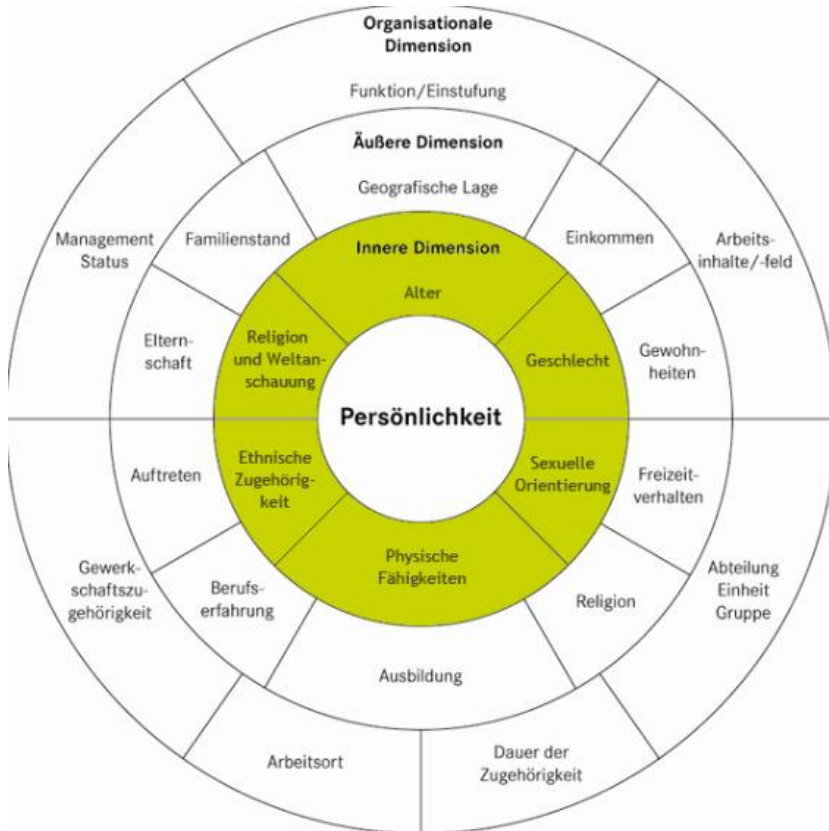 Organisationale
Dimension
Funktion/Einstufung
Äußere Dimension
Geografische Lage
Familienstand
Einkommen
Management
Status
Arbeits-
inhalte/-feld
Innere Dimension
Alter
Eltern-
schaft
Religion
und Weltan-
schauung
Geschlecht
Gewohn-
heiten
Persönlichkeit
Auftreten
Ethnische
Zugehörig-
keit
Sexuelle
Orientierung
Freizeit-
verhalten
Gewerk-
schaftszu-
gehörigkeit
Berufs-
erfahrung
Physische
Fähigkeiten
Religion
Abteilung
Einheit
Gruppe
Ausbildung
Arbeitsort
Dauer der
Zugehörigkeit